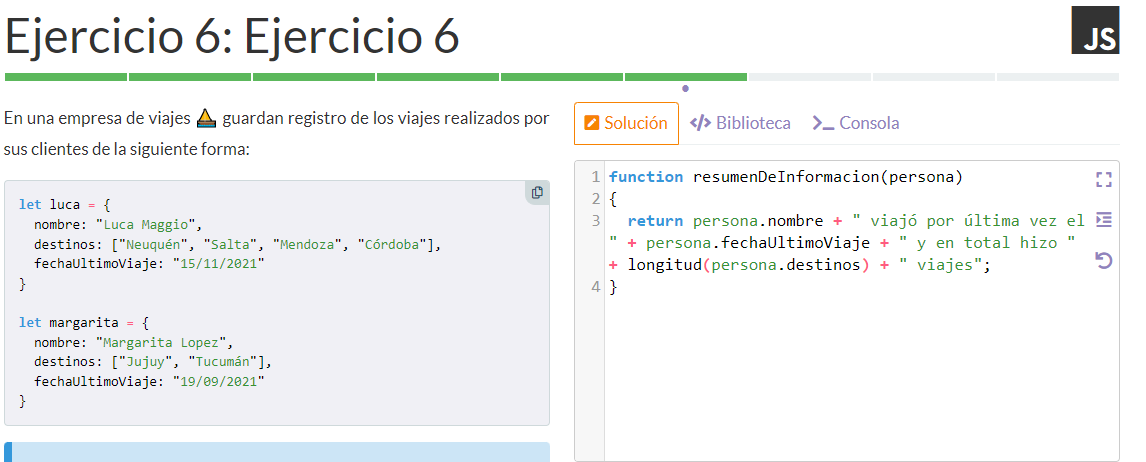 Ejercicio 6: Ejercicio 6
JS
En una empresa de viajes guardan registro de los viajes realizados por
sus clientes de la siguiente forma:
let luca = {
nombre: "Luca Maggio",
destinos: ["Neuquén", "Salta", "Mendoza", "Córdoba"],
fechaUltimoViaje: "15/11/2021"
}
let margarita = {
nombre: "Margarita Lopez",
destinos: ["Jujuy", "Tucumán"],
fechaUltimoViaje: "19/09/2021"
}
Solución
</> Biblioteca
>_ Consola
1 function resumenDeInformacion(persona)
2 {
3 return persona.nombre + " viajó por última vez el
" + persona.fechaUltimoViaje + " y en total hizo "
+ longitud(persona.destinos) + " viajes";
4 }